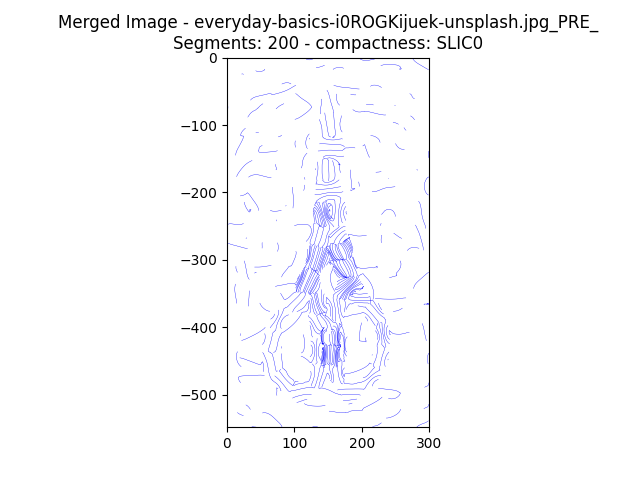 Merged Image - everyday-basics-i0ROGKijuek-unsplash.jpg_PRE_
Segments: 200 - compactness: SLIC0
0
−100
−200
−300
−400
−500
0 100 200 300